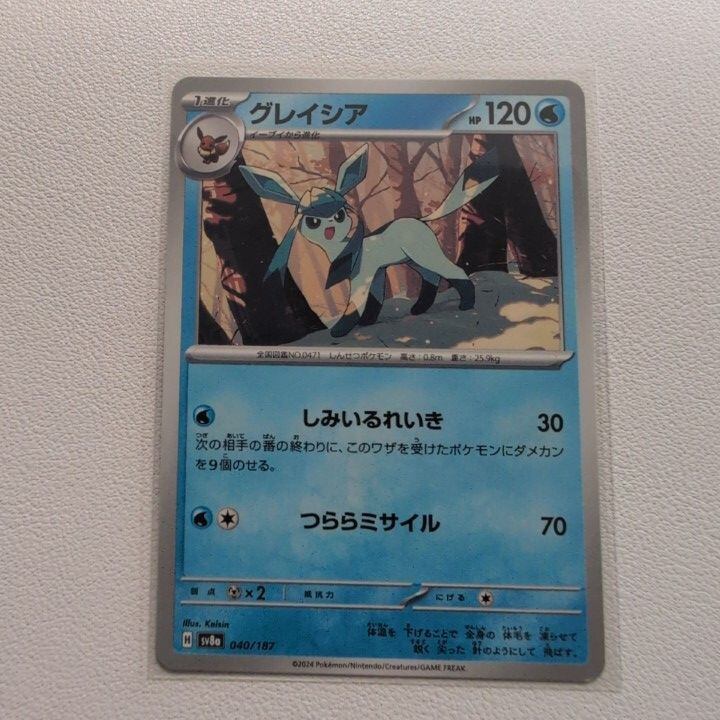 1進化 グレイシア HP 120
イーブイから進化
全国図鑑NO.0471 しんせつポケモン 高さ:0.8m 重さ:25.9kg
しみいるれいき 30
次の相手の番の終わりに、このワザを受けたポケモンにダメカン
を9個のせる。
つららミサイル 70
弱点 ×2 抵抗力 にげる
Illus. Kaisin
体温を 下げることで 全身の 体毛を 凍らせて
鋭く 尖った 針のようにして 飛ばす。
H sv8a 040/187
©2024 Pokémon/Nintendo/Creatures/GAME FREAK